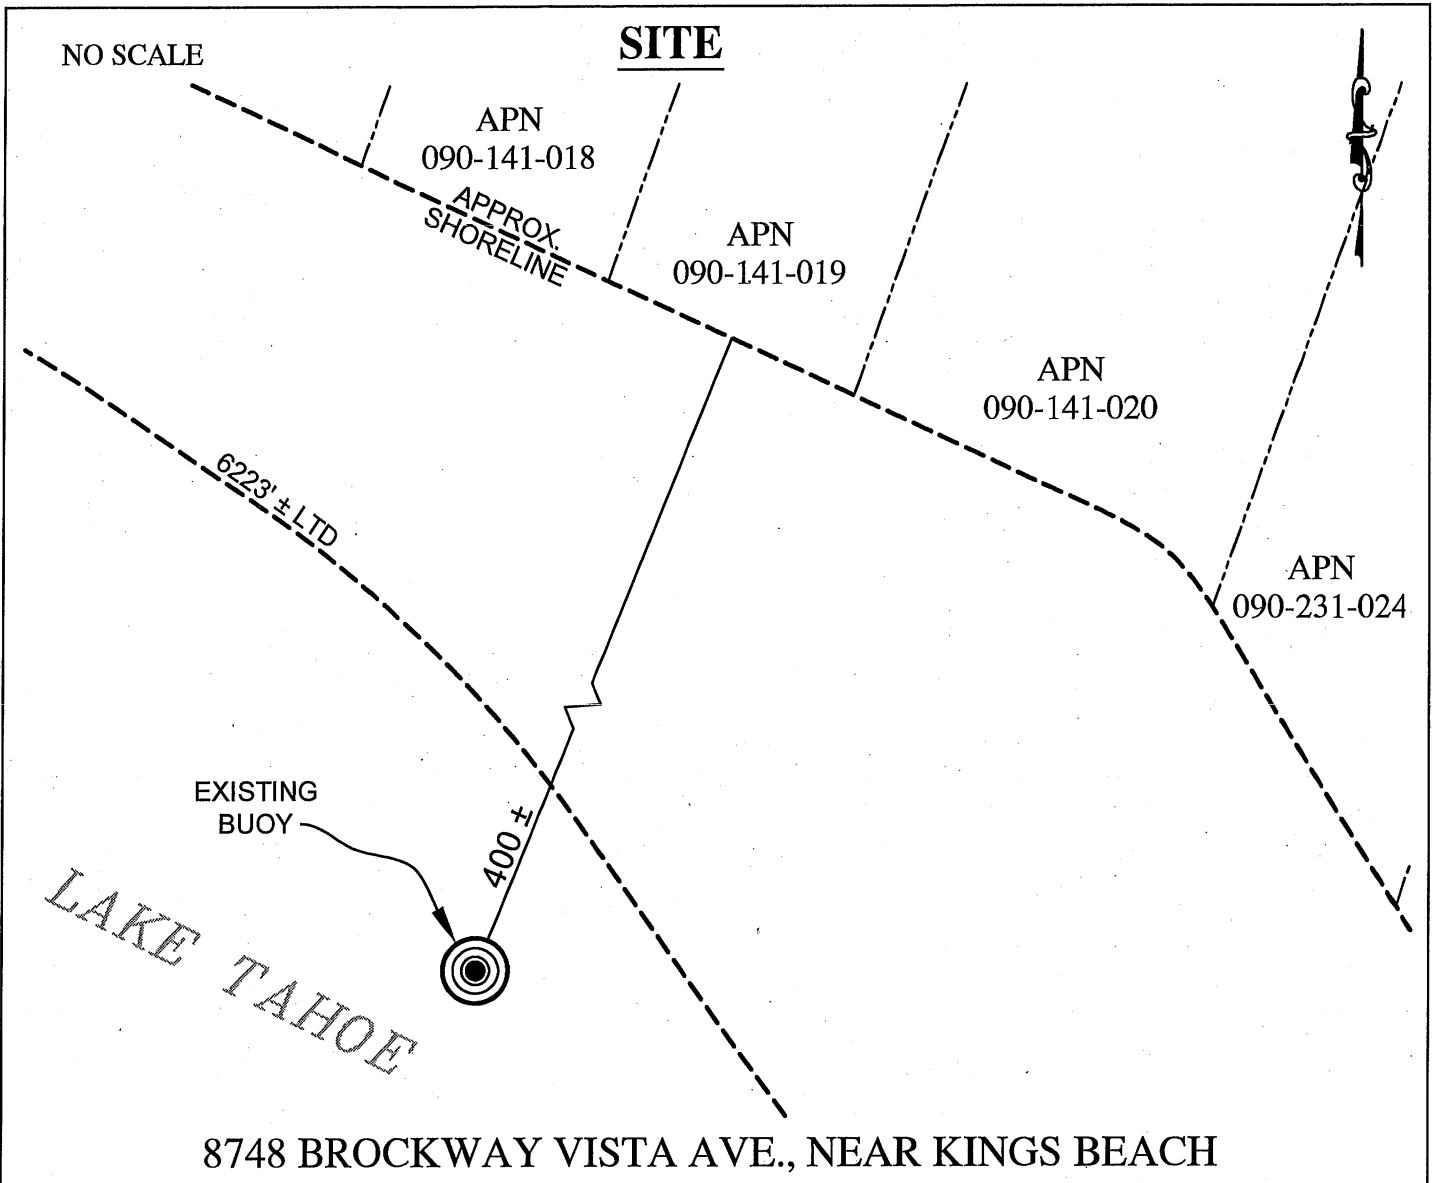 NO SCALE
SITE
APN
090-141-018
APPROX.
SHORELINE
APN
090-141-019
APN
090-141-020
APN
090-231-024
6223' ± LTD
EXISTING
BUOY
400 ±
LAKE TAHOE
8748 BROCKWAY VISTA AVE., NEAR KINGS BEACH